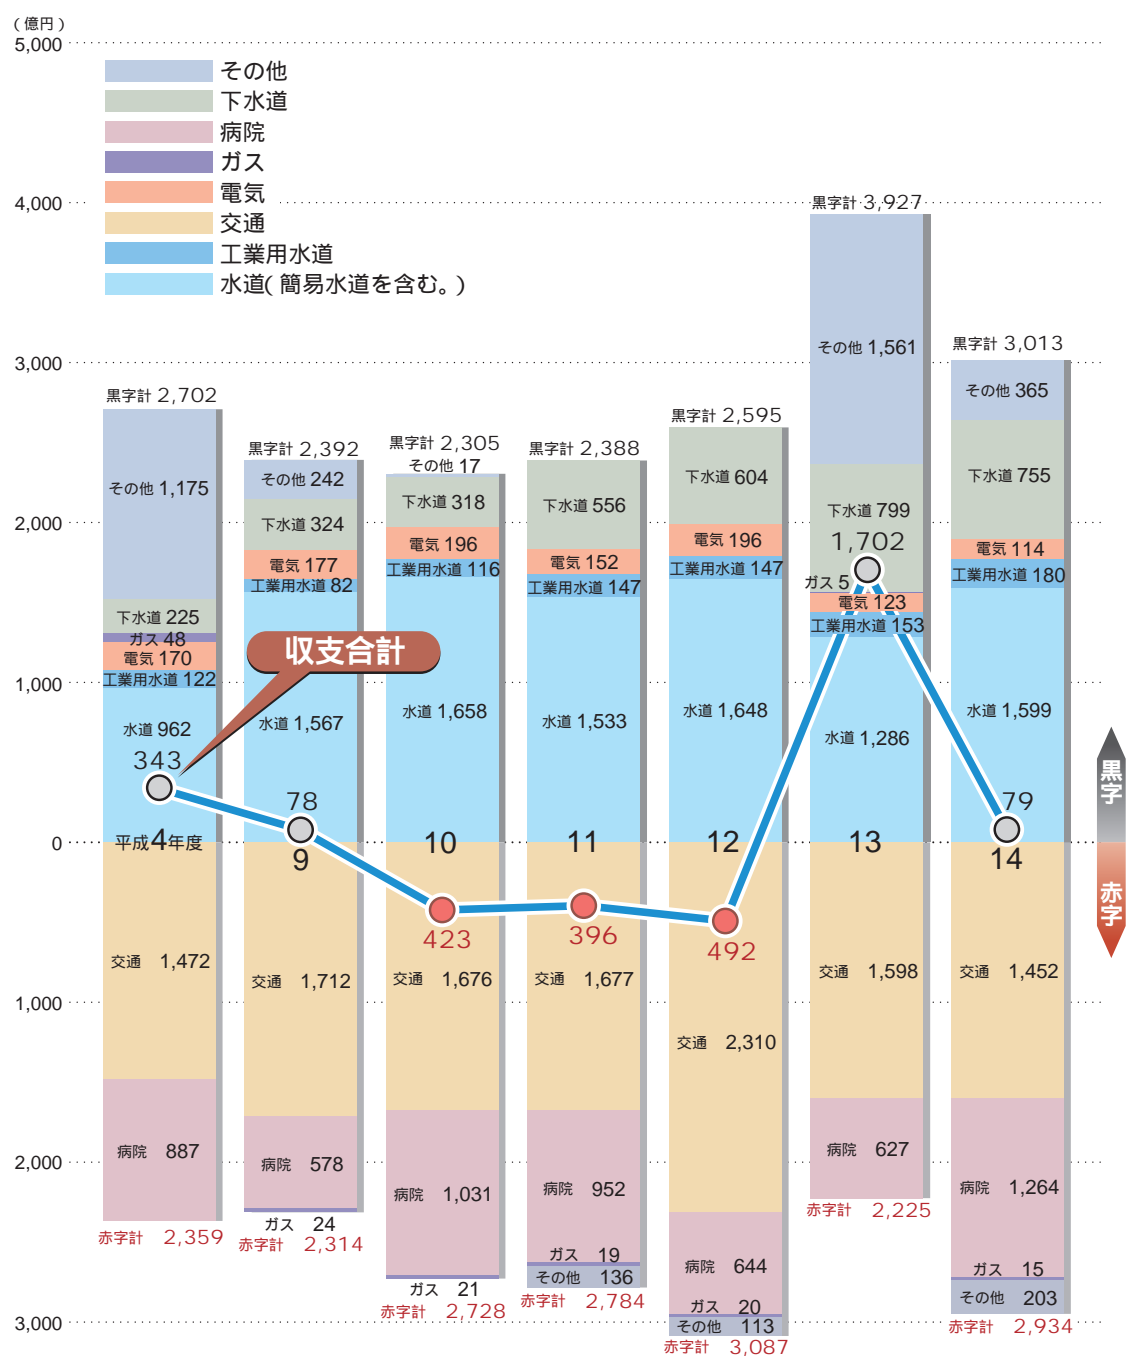 （億円）
5,000
4,000
3,000
2,000
1,000
0
1,000
2,000
3,000
その他
下水道
病院
ガス
電気
交通
工業用水道
水道(簡易水道を含む。)
黒字計 2,702
その他 1,175
下水道 225
ガス 48
電気 170
工業用水道 122
水道 962
343
平成4年度
交通 1,472
病院 887
赤字計 2,359
収支合計
黒字計 2,392
その他 242
下水道 324
電気 177
工業用水道 82
水道 1,567
78
9
交通 1,712
病院 578
ガス 24
赤字計 2,314
黒字計 2,305
その他 17
下水道 318
電気 196
工業用水道 116
水道 1,658
10
423
交通 1,676
病院 1,031
ガス 21
赤字計 2,728
黒字計 2,388
下水道 556
電気 152
工業用水道 147
水道 1,533
11
396
交通 1,677
病院 952
ガス 19
その他 136
赤字計 2,784
黒字計 2,595
下水道 604
電気 196
工業用水道 147
水道 1,648
12
492
交通 2,310
病院 644
ガス 20
その他 113
赤字計 3,087
黒字計 3,927
その他 1,561
下水道 799
1,702
ガス 5
電気 123
工業用水道 153
水道 1,286
13
交通 1,598
病院 627
赤字計 2,225
黒字計 3,013
その他 365
下水道 755
電気 114
工業用水道 180
水道 1,599
79
14
交通 1,452
病院 1,264
ガス 15
その他 203
赤字計 2,934
黒字
赤字